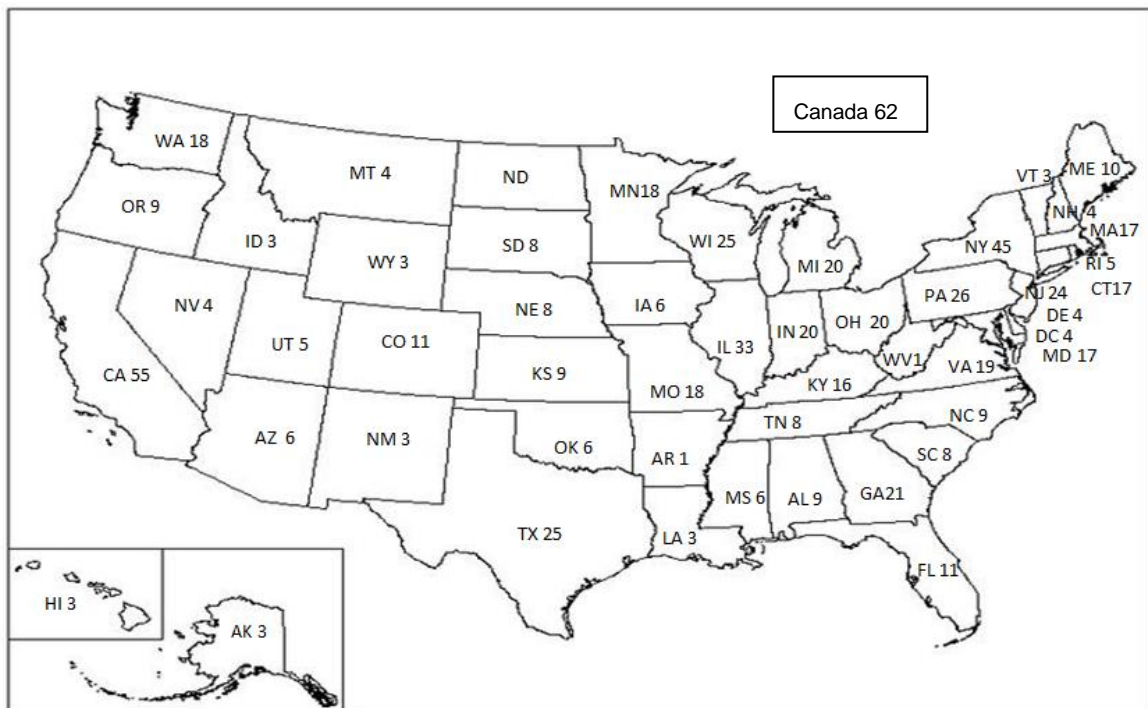 Canada 62
WA 18
MT 4
ND
MN18
VT 3
ME 10
OR 9
ID 3
SD 8
WI 25
NH 4
MA17
WY 3
MI 20
NY 45
RI 5
CT17
NV 4
NE 8
IA 6
PA 26
NJ 24
DE 4
UT 5
CO 11
IL 33
IN 20
OH 20
DC 4
MD 17
CA 55
KS 9
MO 18
KY 16
WV1
VA 19
AZ 6
NM 3
OK 6
AR 1
TN 8
NC 9
SC 8
MS 6
AL 9
GA21
TX 25
LA 3
FL 11
HI 3
AK 3